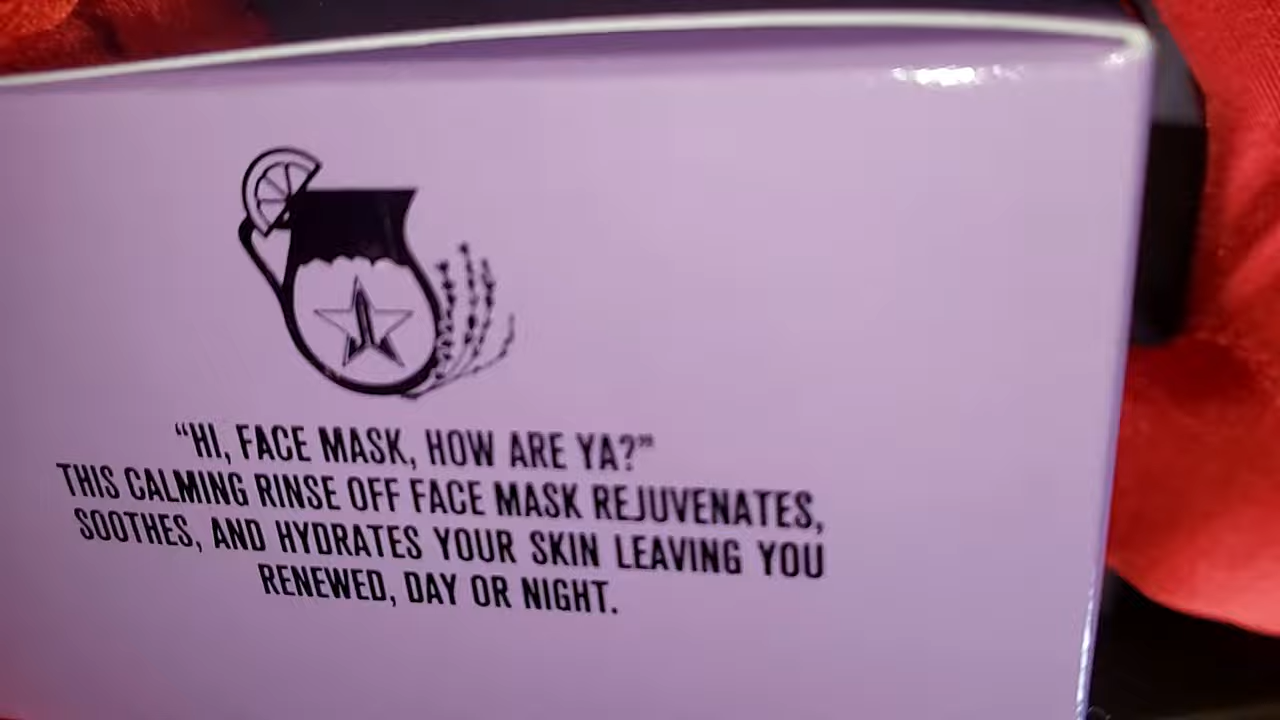 “HI, FACE MASK, HOW ARE YA?”
THIS CALMING RINSE OFF FACE MASK REJUVENATES,
SOOTHES, AND HYDRATES YOUR SKIN LEAVING YOU
RENEWED, DAY OR NIGHT.